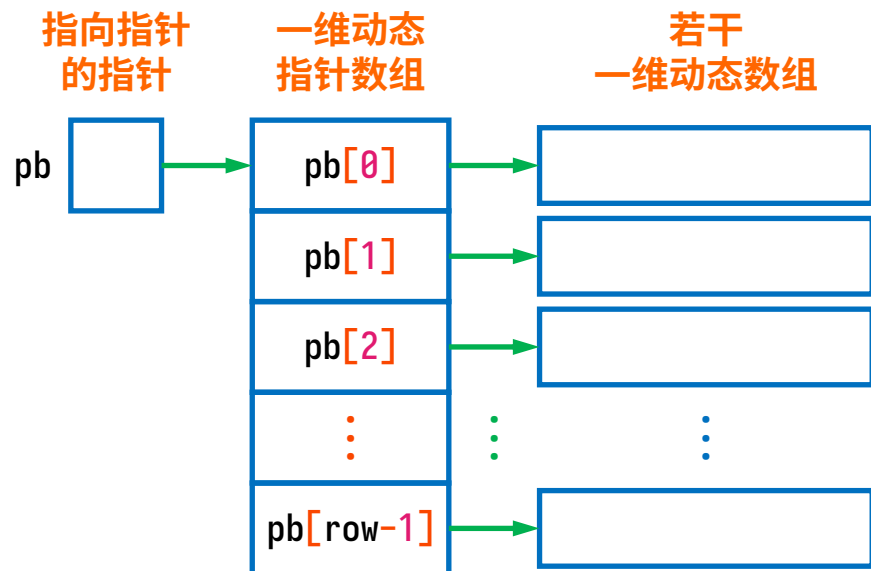 指向指针
的指针
一维动态
指针数组
若干
一维动态数组
pb
pb[0]
pb[1]
pb[2]
pb[row-1]